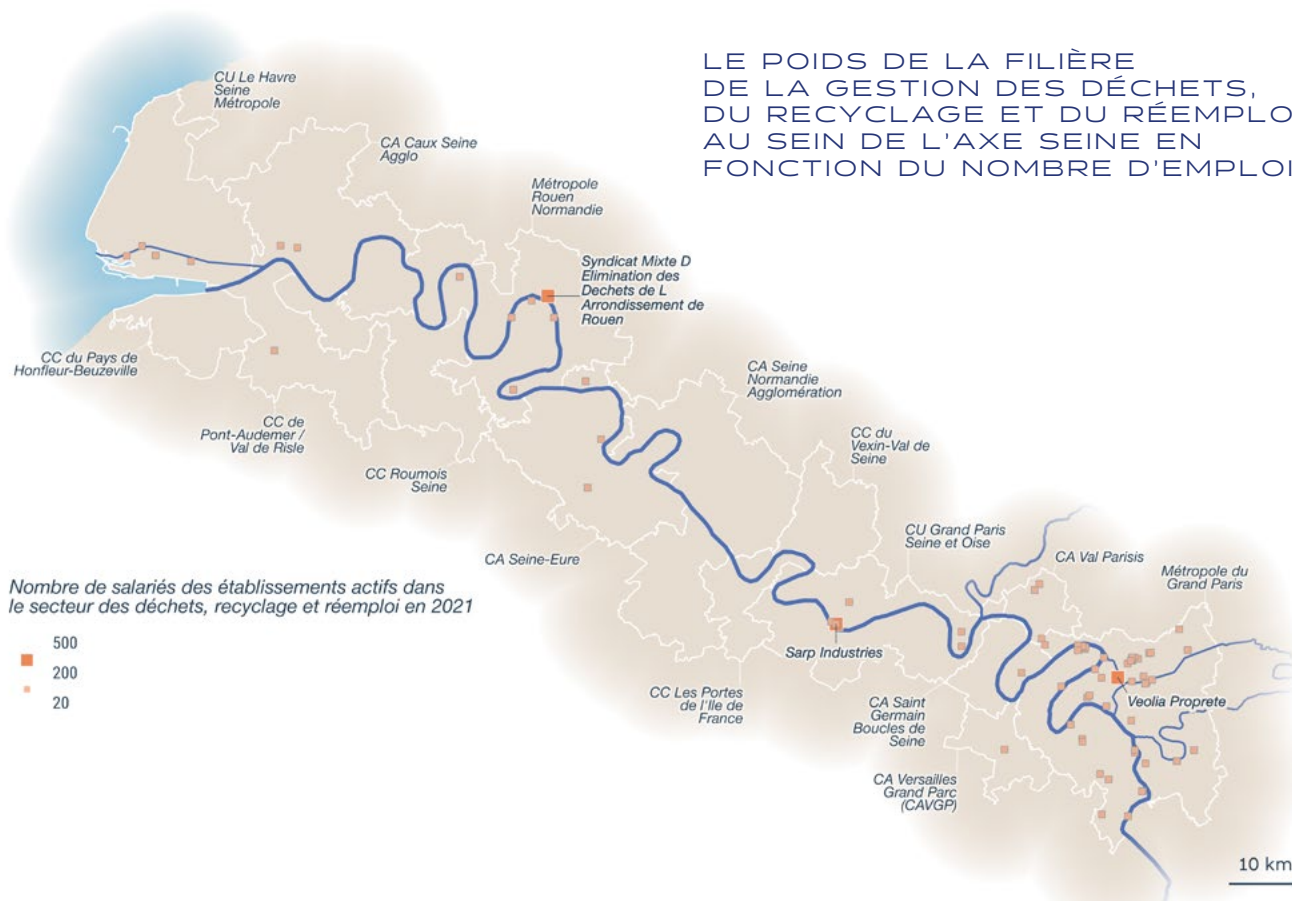 LE POIDS DE LA FILIÈRE
DE LA GESTION DES DÉCHETS,
DU RECYCLAGE ET DU RÉEMPLO
AU SEIN DE L'AXE SEINE EN
FONCTION DU NOMBRE D'EMPLOI
CU Le Havre
Seine
Métropole
CA Caux Seine
Agglo
Métropole
Rouen
Normandie
Syndicat Mixte D
Elimination des
Dechets de L
Arrondissement de
Rouen
CC du Pays de
Honfleur-Beuzeville
CA Seine
Normandie
Agglomération
CC de
Pont-Audemer /
Val de Risle
CC du
Vexin-Val de
Seine
CC Roumois
Seine
CU Grand Paris
Seine et Oise
CA Seine-Eure
CA Val Parisis
Métropole du
Grand Paris
Nombre de salariés des établissements actifs dans
le secteur des déchets, recyclage et réemploi en 2021
500
200
20
Sarp Industries
CC Les Portes
de l'Ile de
France
CA Saint
Germain
Boucles de
Seine
Veolia Proprete
CA Versailles
Grand Parc
(CAVGP)
10 km